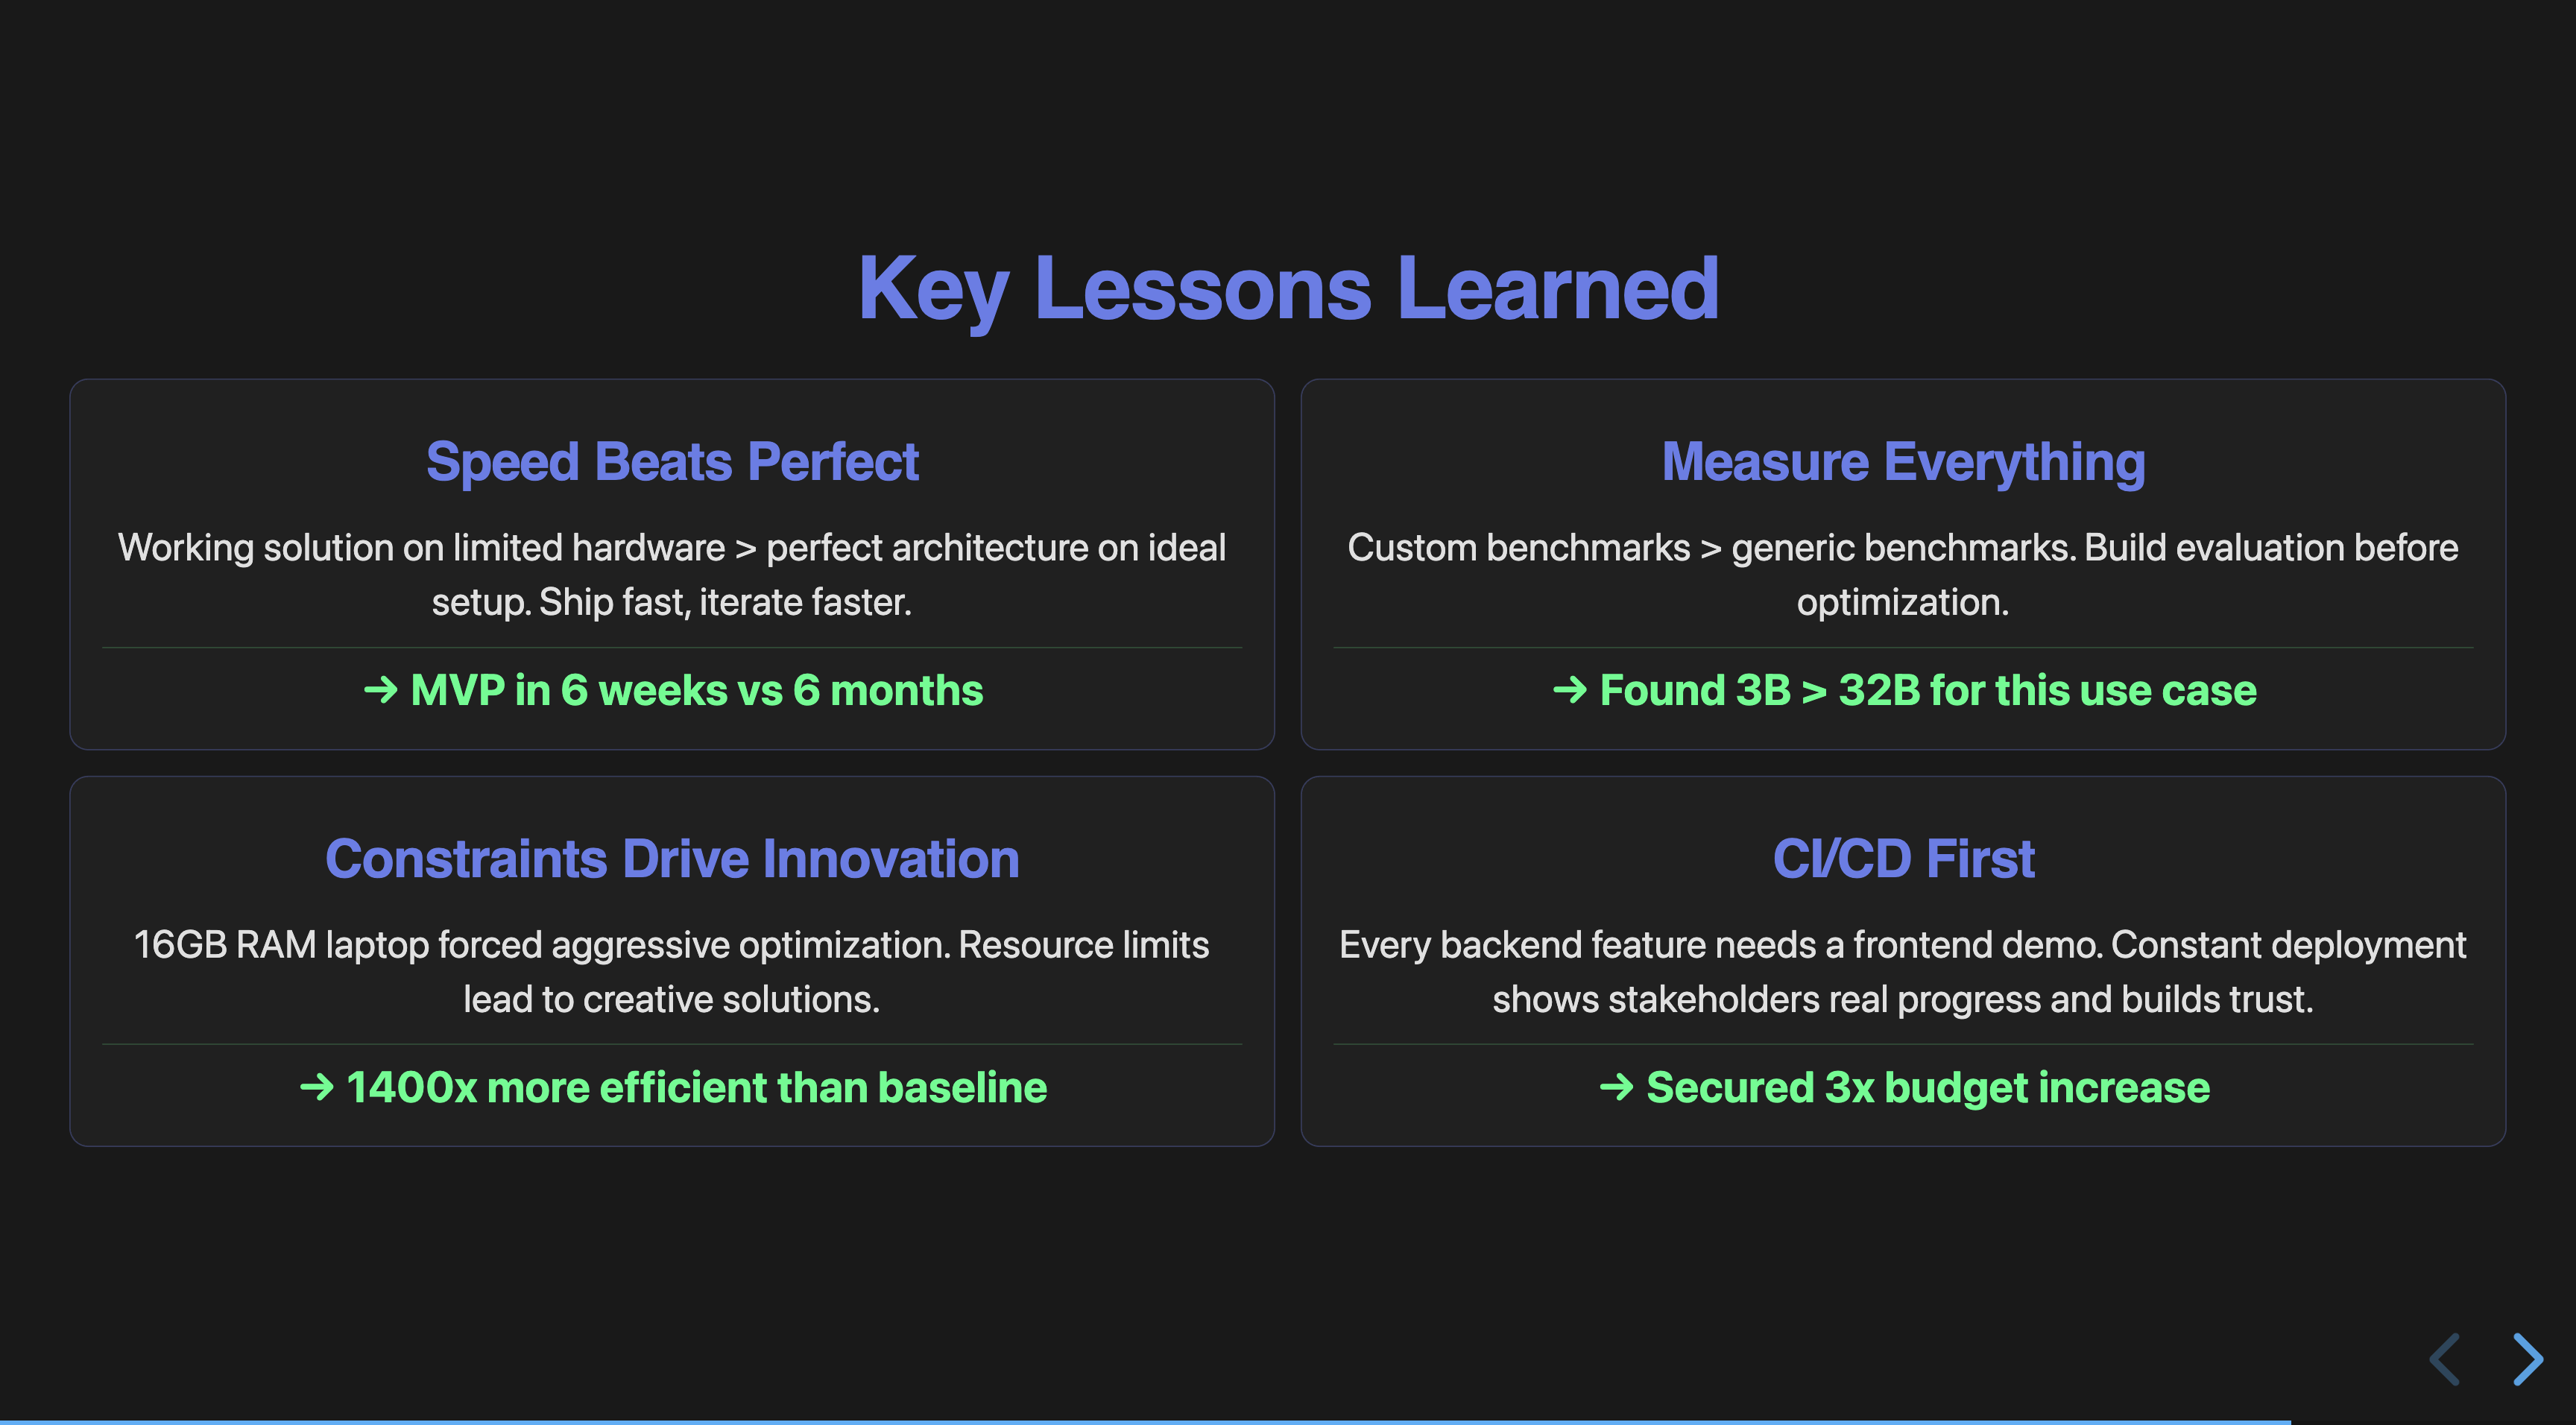 Key Lessons Learned
Speed Beats Perfect
Working solution on limited hardware > perfect architecture on ideal
setup. Ship fast, iterate faster.
→ MVP in 6 weeks vs 6 months
Measure Everything
Custom benchmarks > generic benchmarks. Build evaluation before
optimization.
→ Found 3B > 32B for this use case
Constraints Drive Innovation
16GB RAM laptop forced aggressive optimization. Resource limits
lead to creative solutions.
→ 1400x more efficient than baseline
CI/CD First
Every backend feature needs a frontend demo. Constant deployment
shows stakeholders real progress and builds trust.
→ Secured 3x budget increase